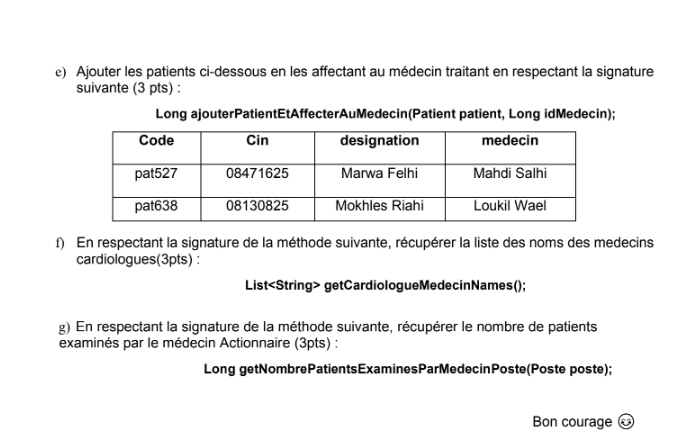 e) Ajouter les patients ci-dessous en les affectant au médecin traitant en respectant la signature
suivante (3 pts) :
Long ajouterPatientEtAffecterAuMedecin(Patient patient, Long idMedecin);
Code Cin designation medecin
pat527 08471625 Marwa Felhi Mahdi Salhi
pat638 08130825 Mokhles Riahi Loukil Wael
f) En respectant la signature de la méthode suivante, récupérer la liste des noms des medecins
cardiologues(3pts) :
List<String> getCardiologueMedecinNames();
g) En respectant la signature de la méthode suivante, récupérer le nombre de patients
examinés par le médecin Actionnaire (3pts) :
Long getNombrePatientsExaminesParMedecinPoste(Poste poste);
Bon courage